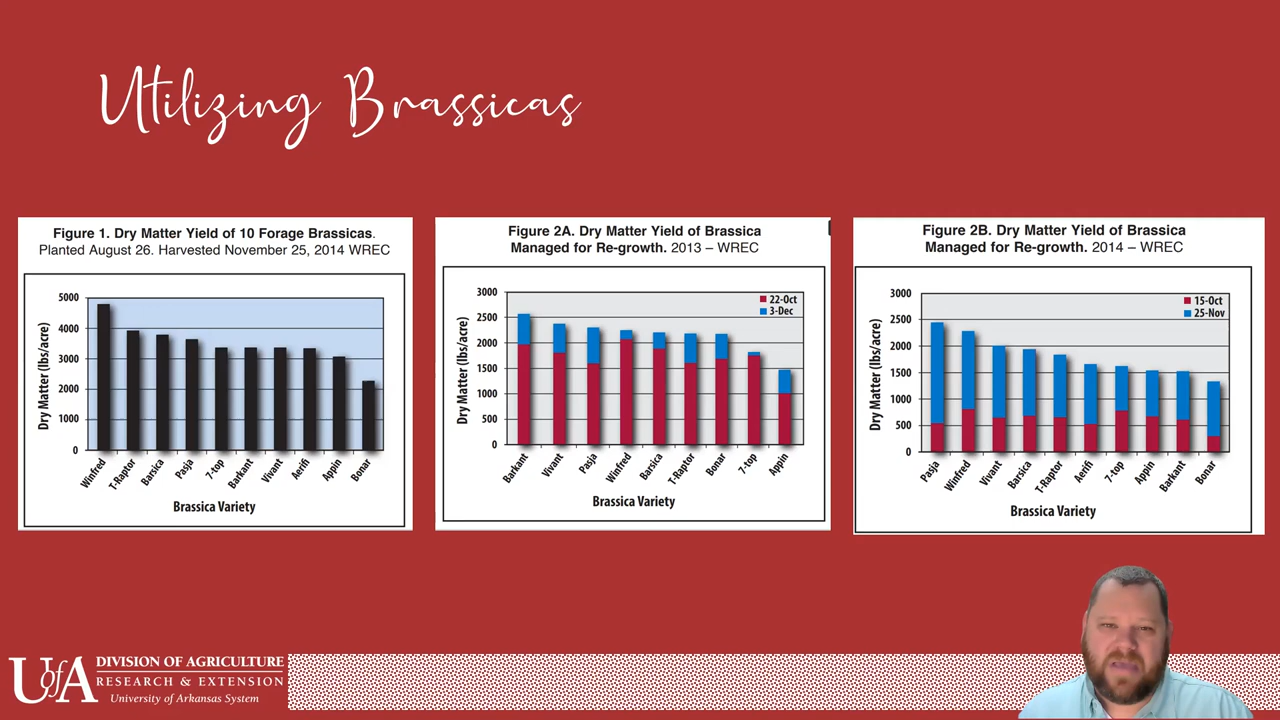 Utilizing Brassicas
Figure 1. Dry Matter Yield of 10 Forage Brassicas.
Planted August 26. Harvested November 25, 2014 WREC
Dry Matter (lbs/acre)
5000
4000
3000
2000
1000
0
Winfred
T-Raptor
Barsica
Pasja
7-top
Barkant
Vivant
Aerifi
Appin
Bonar
Brassica Variety
Figure 2A. Dry Matter Yield of Brassica
Managed for Re-growth. 2013 – WREC
Dry Matter (lbs/acre)
3000
2500
2000
1500
1000
500
0
22-Oct
3-Dec
Barkant
Vivant
Pasja
Winfred
Barsica
T-Raptor
Bonar
7-top
Appin
Brassica Variety
Figure 2B. Dry Matter Yield of Brassica
Managed for Re-growth. 2014 – WREC
Dry Matter (lbs/acre)
3000
2500
2000
1500
1000
500
0
15-Oct
25-Nov
Pasja
Winfred
Vivant
Barsica
T-Raptor
Aerifi
7-top
Appin
Barkant
Bonar
Brassica Variety
UofA
DIVISION OF AGRICULTURE
RESEARCH & EXTENSION
University of Arkansas System